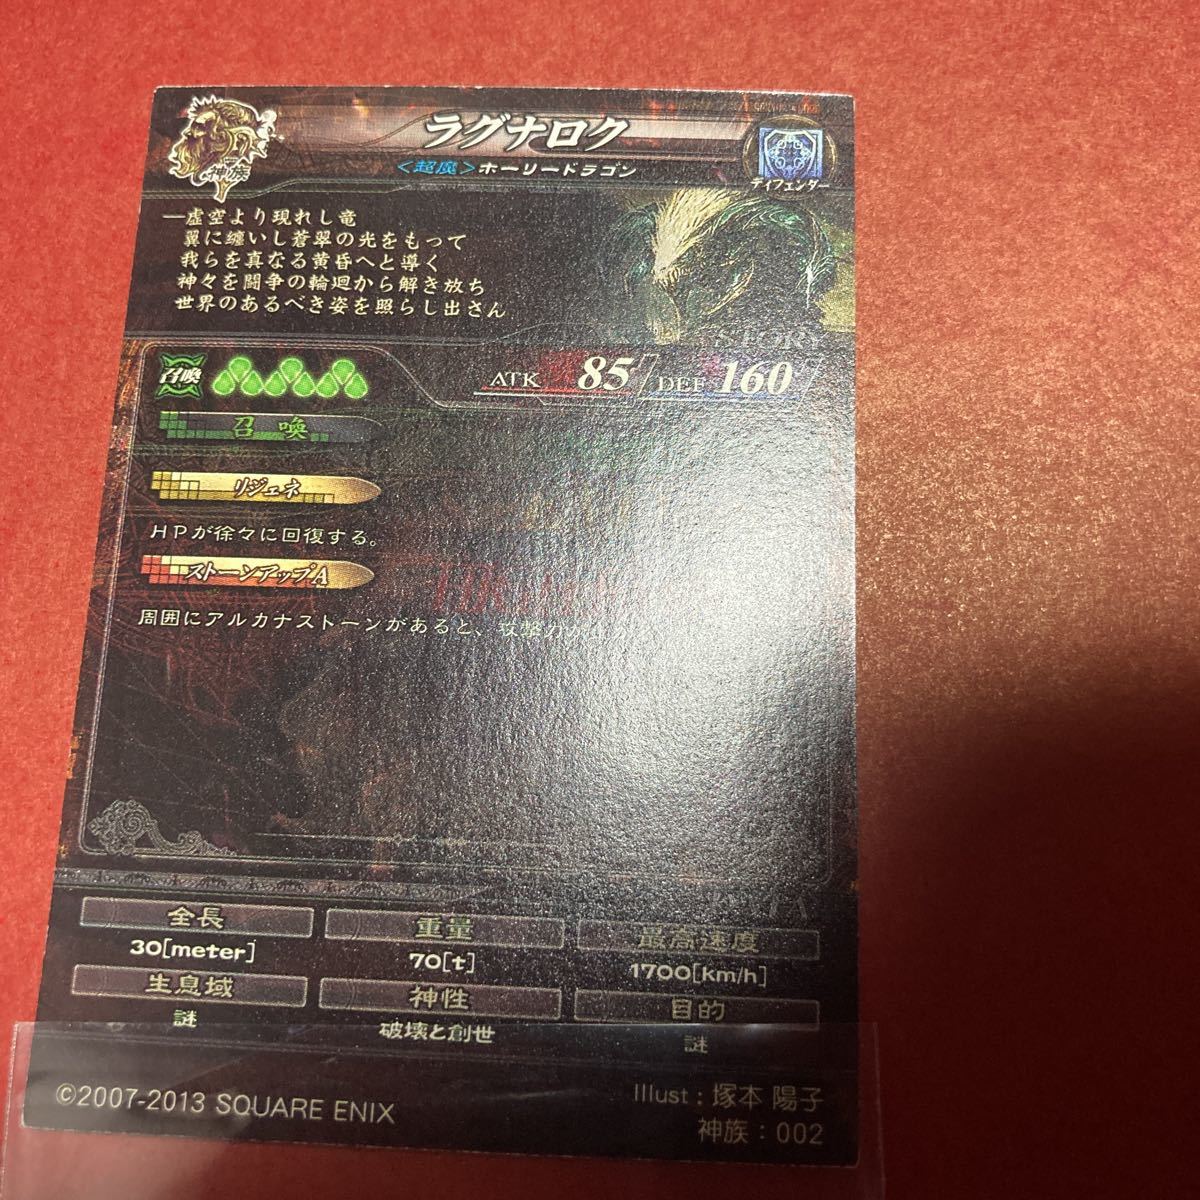 ラグナロク
神族
<超魔>ホーリードラゴン
ディフェンダー
―虚空より現れし竜
翼に纏いし蒼翠の光をもって
我らを真なる黄昏へと導く
神々を闘争の輪廻から解き放ち
世界のあるべき姿を照らし出さん
召喚
ATK 85/DEF 160
召喚
リジェネ
HPが徐々に回復する。
ストーンアップA
周囲にアルカナストーンがあると、攻撃力が
全長 重量 最高速度
30[meter] 70[t] 1700[km/h]
生息域 神性 目的
謎 破壊と創世 謎
©2007-2013 SQUARE ENIX
Illust : 塚本 陽子
神族 : 002